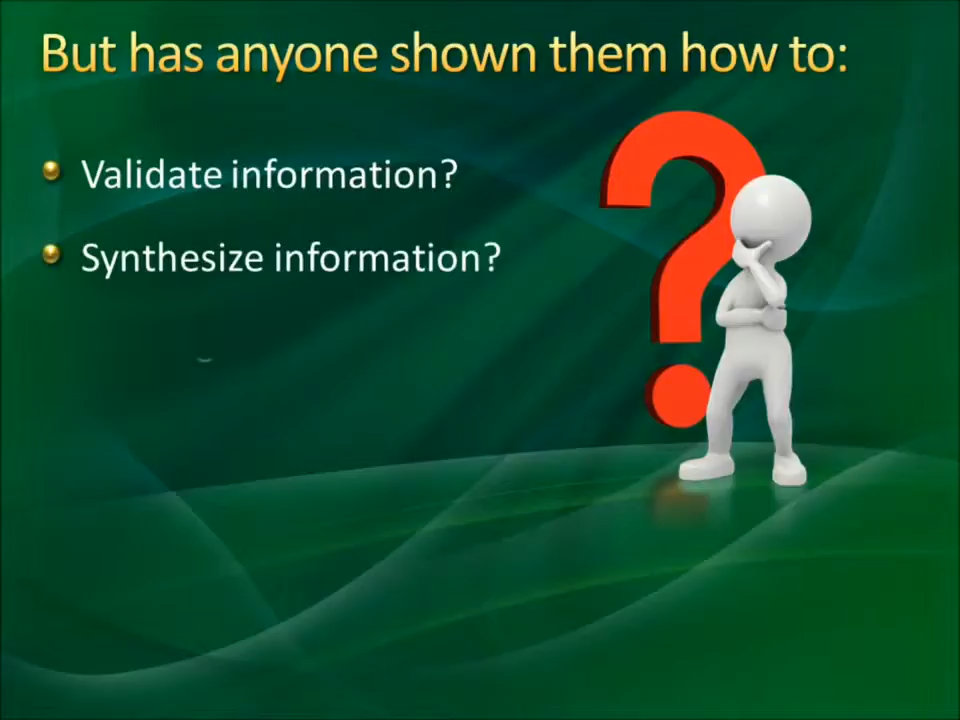 But has anyone shown them how to:
Validate information?
Synthesize information?